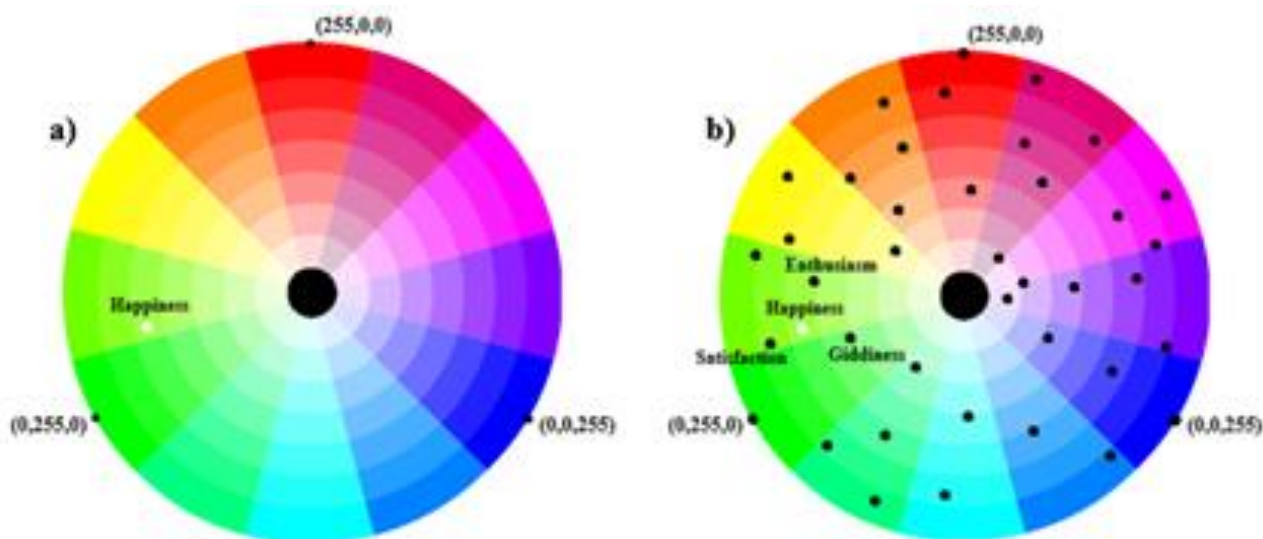 (255,0,0)
a)
Happiness
(0,255,0)
(0,0,255)
(255,0,0)
b)
Enthusiasm
Happiness
Satisfaction
Giddiness
(0,255,0)
(0,0,255)